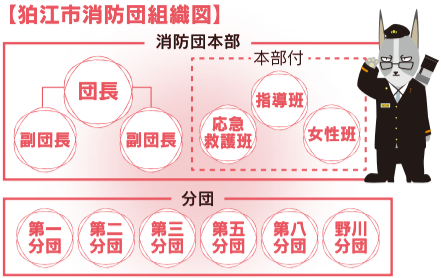 【狛江市消防団組織図】
消防団本部
団長
副団長
副団長
本部付
応急
救護班
指導班
女性班
分団
第一
分団
第二
分団
第三
分団
第五
分団
第八
分団
野川
分団